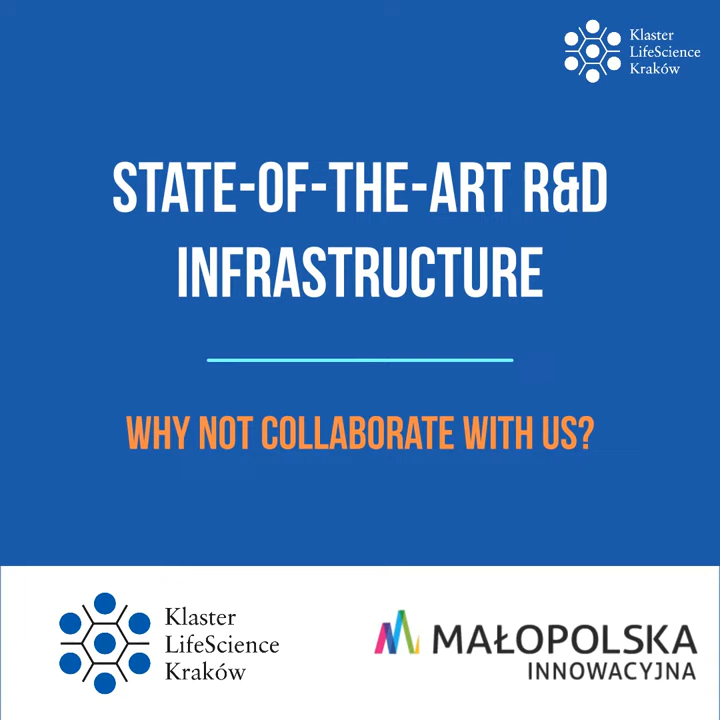 Klaster
LifeScience
Kraków
STATE-OF-THE-ART R&D
INFRASTRUCTURE
WHY NOT COLLABORATE WITH US?
Klaster
LifeScience
Kraków
MAŁOPOLSKA
INNOWACYJNA